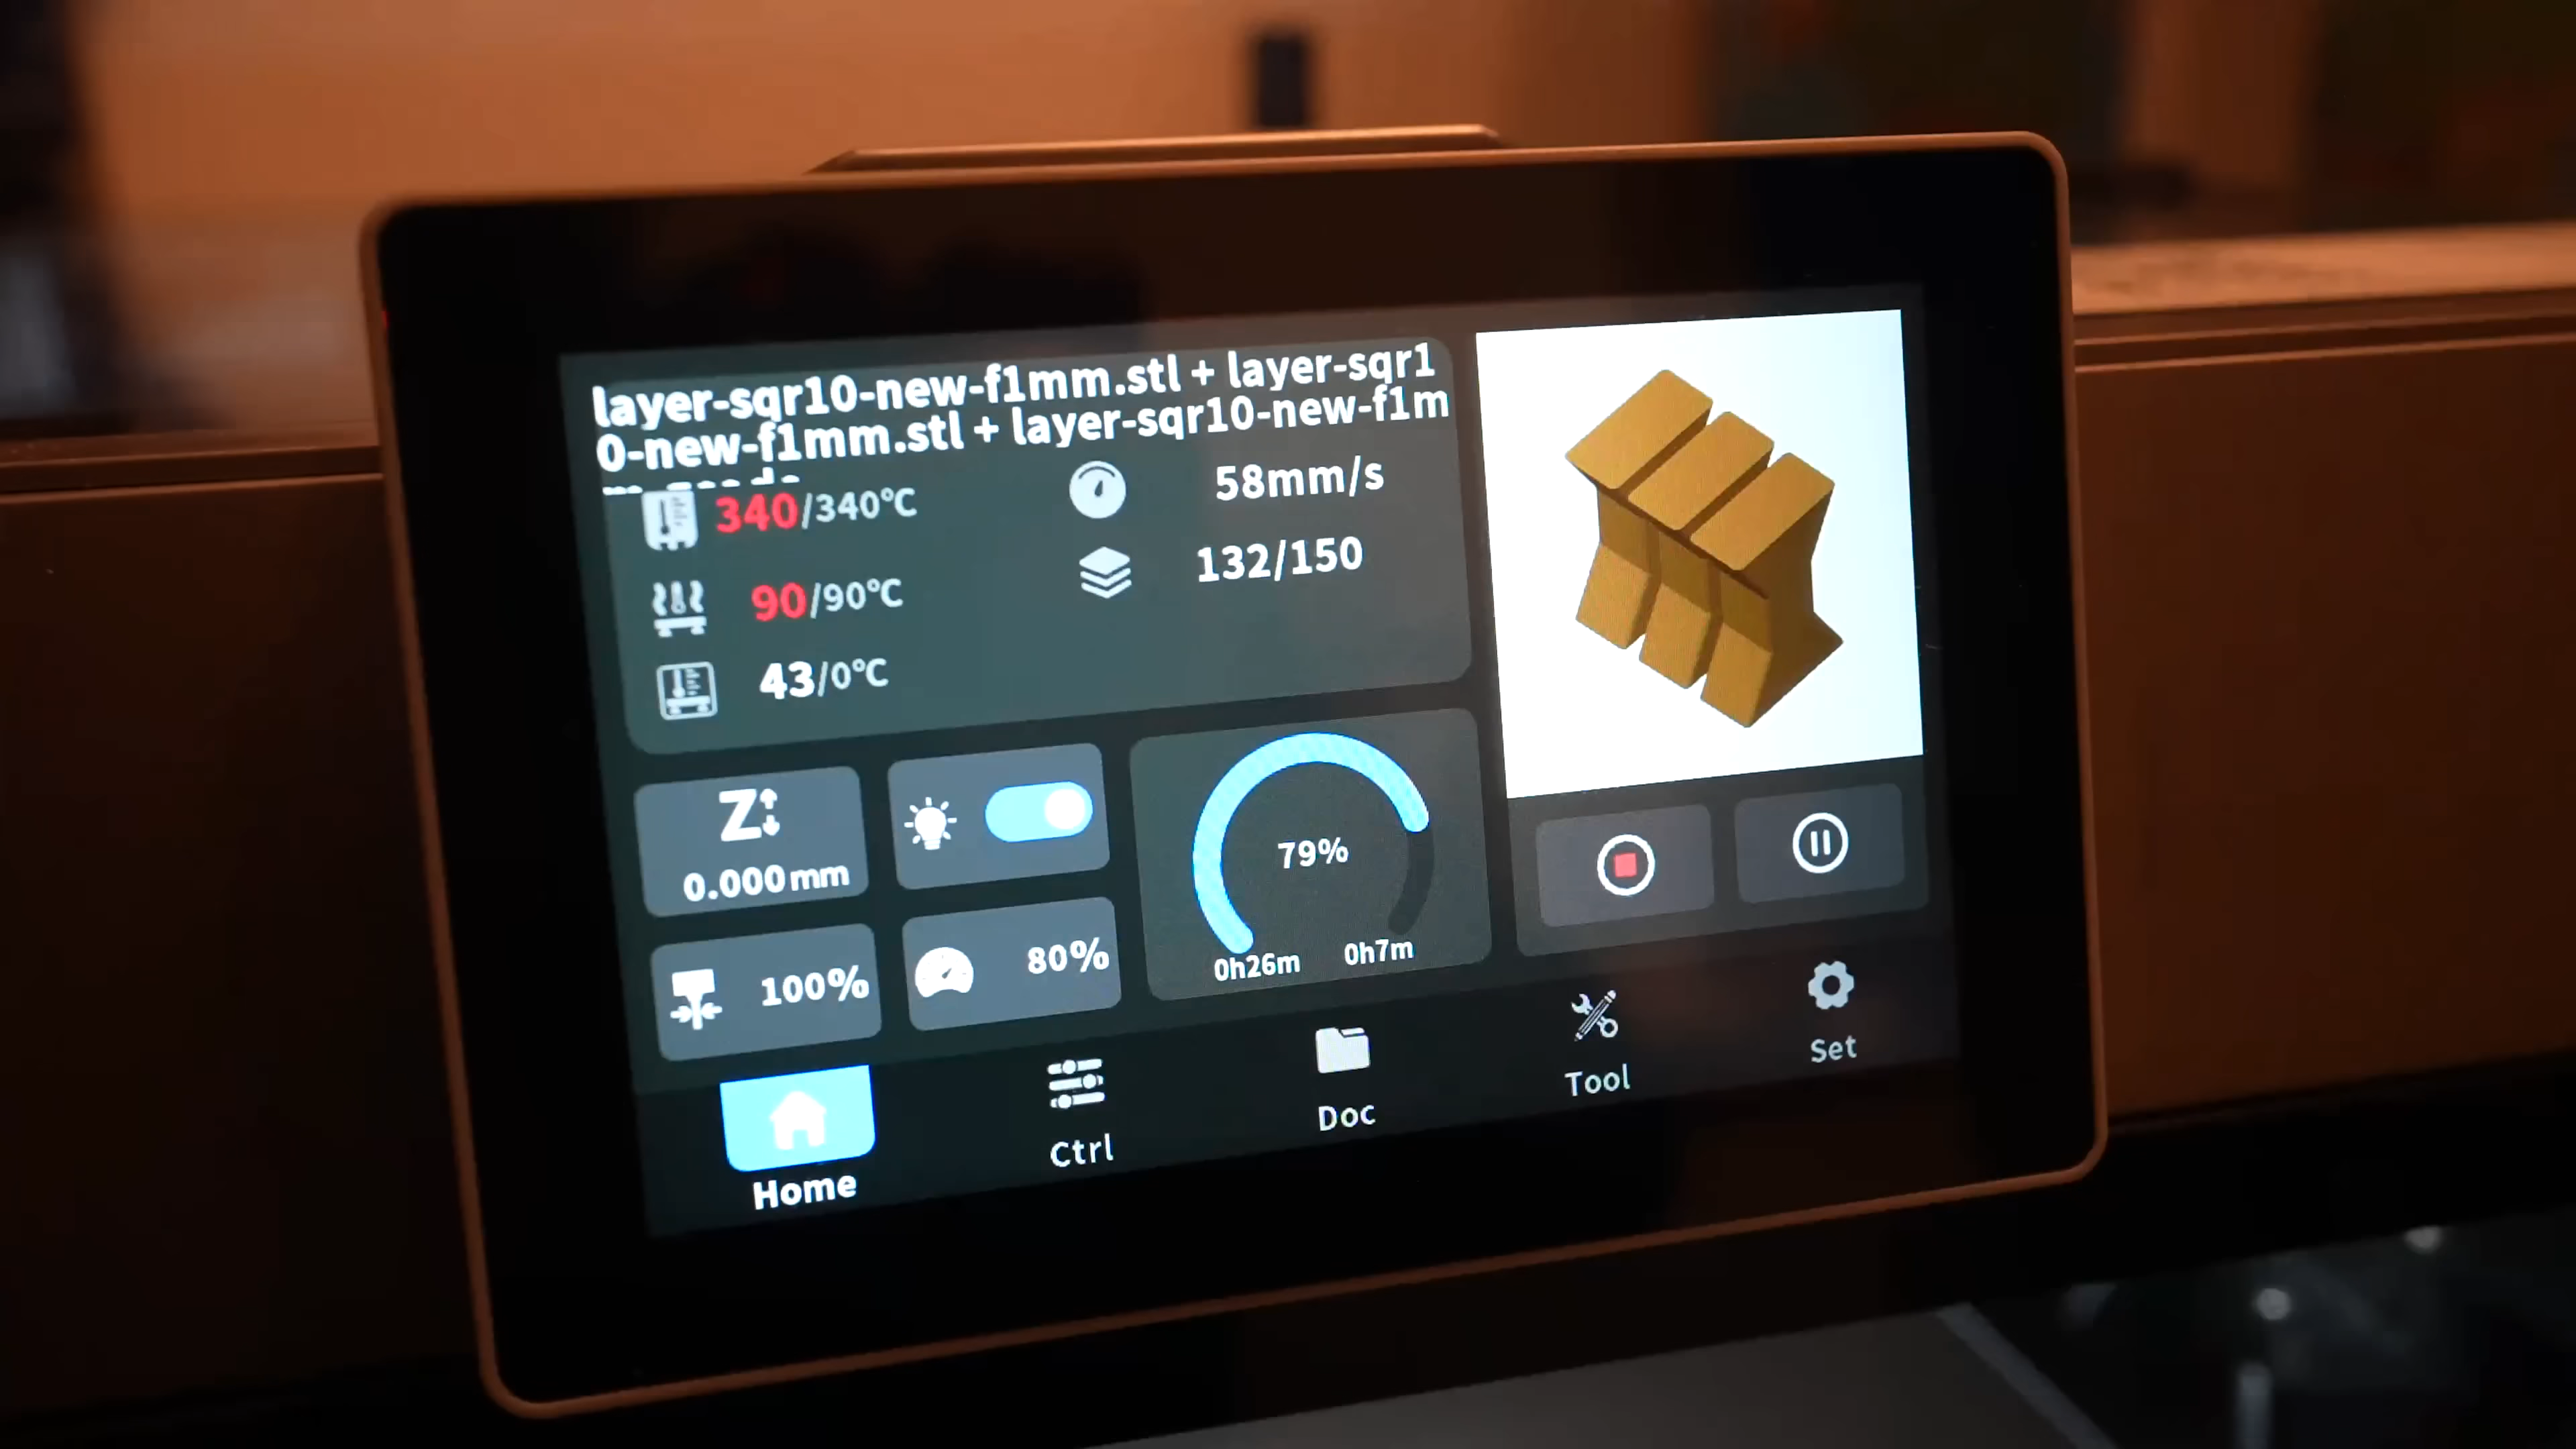 layer-sqr10-new-f1mm.stl + layer-sqr1
0-new-f1mm.stl + layer-sqr10-new-f1m
340/340°C
58mm/s
90/90°C
132/150
43/0°C
Z
0.000mm
100%
80%
79%
0h26m 0h7m
Home
Ctrl
Doc
Tool
Set